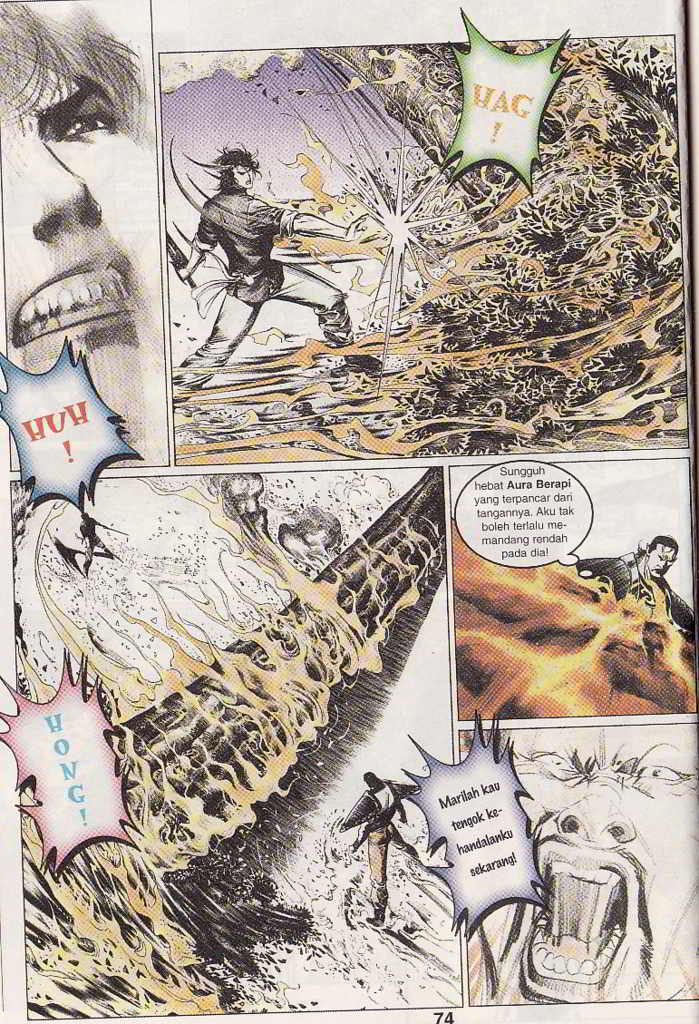 HUH
!
HAG
!
HONG!
Sungguh
hebat Aura Berapi
yang terpancar dari
tangannya. Aku tak
boleh terlalu me-
mandang rendah
pada dia!
Marilah kau
tengok ke-
handalanku
sekarang!
74